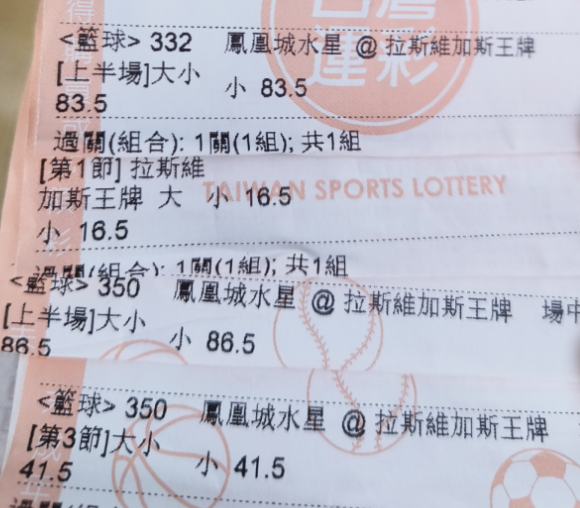 台灣
運彩
<籃球> 332 鳳凰城水星 @ 拉斯維加斯王牌
[上半場]大小 小 83.5
83.5
過關(組合): 1關(1組); 共1組
[第1節] 拉斯維
加斯王牌 大 小 16.5
小 16.5
TAIWAN SPORTS LOTTERY
過關(組合): 1關(1組); 共1組
<籃球> 350 鳳凰城水星 @ 拉斯維加斯王牌 場中
[上半場]大小 小 86.5
86.5
<籃球> 350 鳳凰城水星 @ 拉斯維加斯王牌
[第3節]大小 小 41.5
41.5